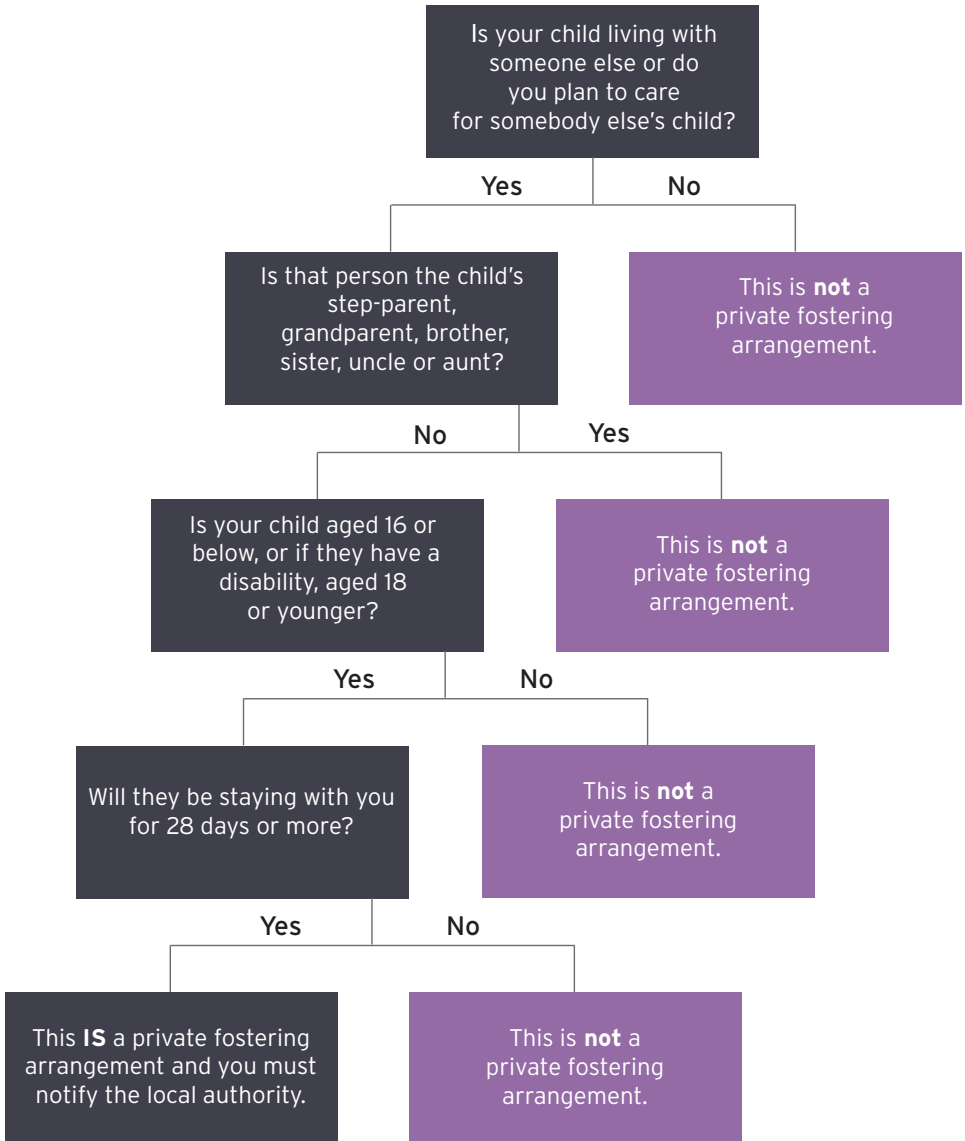 Is your child living with
someone else or do
you plan to care
for somebody else's child?
Yes
No
Is that person the child's
step-parent,
grandparent, brother,
sister, uncle or aunt?
This is not a
private fostering
arrangement.
No
Yes
Is your child aged 16 or
below, or if they have a
disability, aged 18
or younger?
This is not a
private fostering
arrangement.
Yes
No
Will they be staying with you
for 28 days or more?
This is not a
private fostering
arrangement.
Yes
No
This IS a private fostering
arrangement and you must
notify the local authority.
This is not a
private fostering
arrangement.